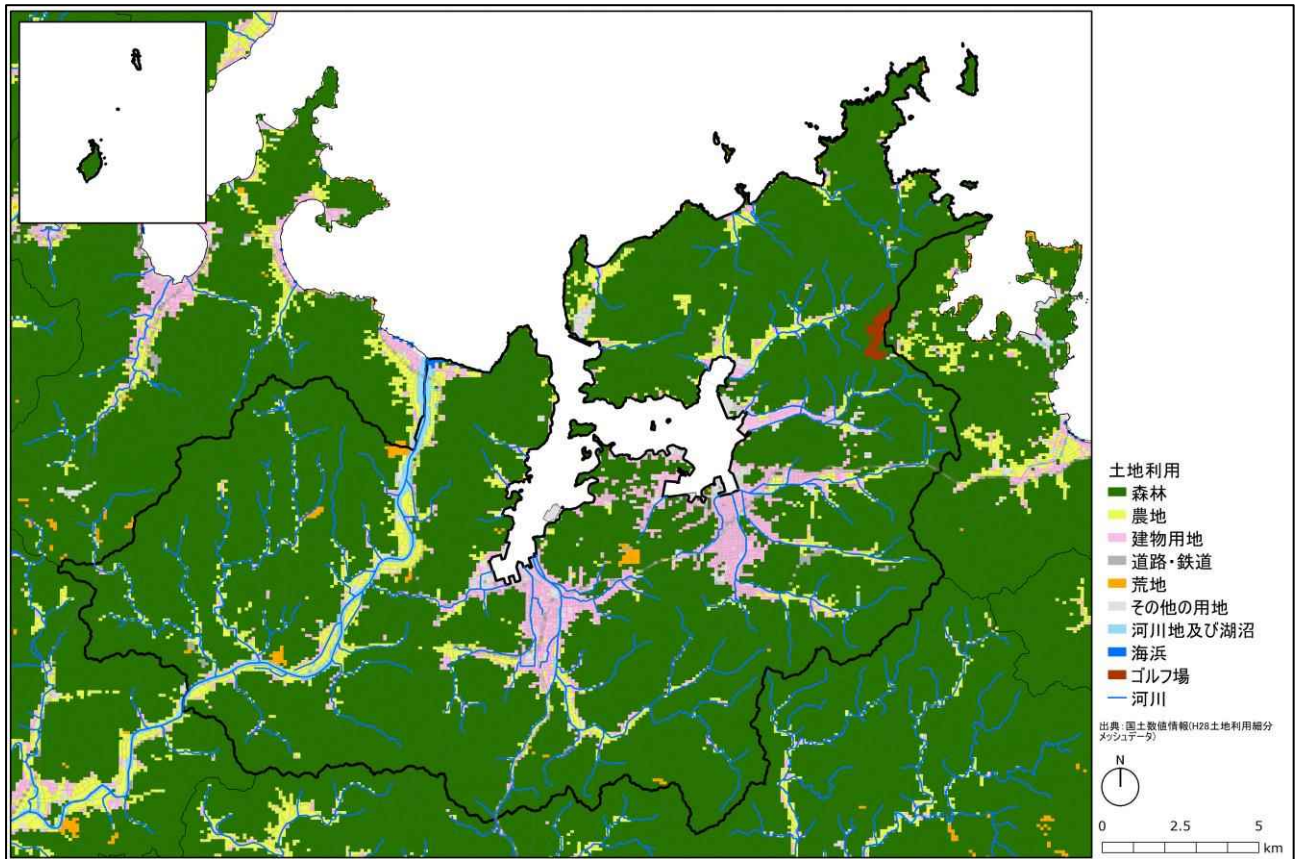 土地利用
森林
農地
建物用地
道路・鉄道
荒地
その他の用地
河川地及び湖沼
海浜
ゴルフ場
河川
出典：国土数値情報(H28土地利用細分
メッシュデータ)
N
0 2.5 5
km